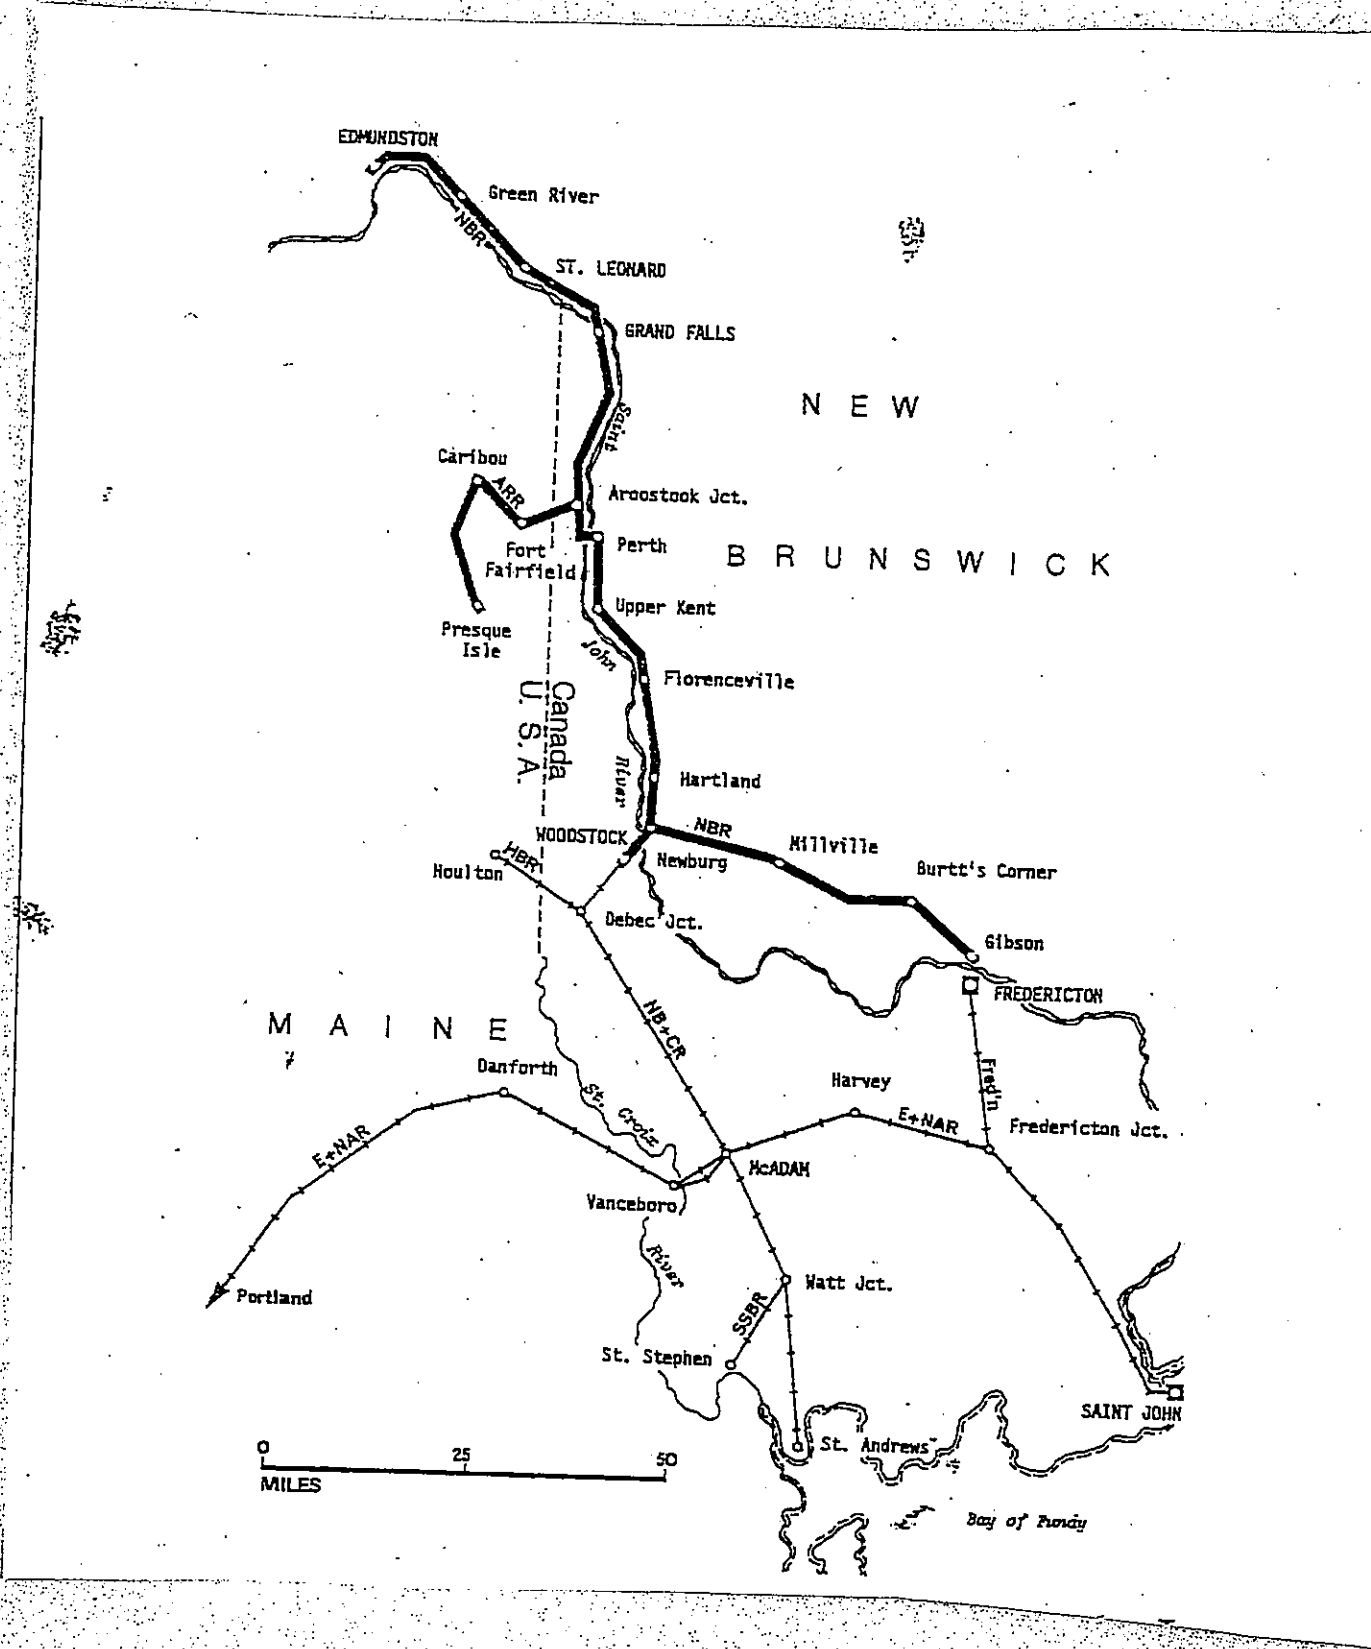 EDMUNDSTON
Green River
NBR
ST. LEONARD
GRAND FALLS
N E W
Saint
Caribou
ARR
Aroostook Jct.
Fort
Fairfield
Perth
B R U N S W I C K
Upper Kent
Presque
Isle
John
Florenceville
Canada
U. S. A.
River
Hartland
NBR
WOODSTOCK
Newburg
Millville
Burtt's Corner
HBR
Houlton
Debec Jct.
Gibson
FREDERICTON
M A I N E
NB+CR
Danforth
St. Croix
Harvey
Fred'n
E+NAR
Fredericton Jct.
E+NAR
McADAM
Vanceboro
River
Watt Jct.
Portland
SSBR
St. Stephen
SAINT JOHN
St. Andrews
0 25 50
MILES
Bay of Fundy